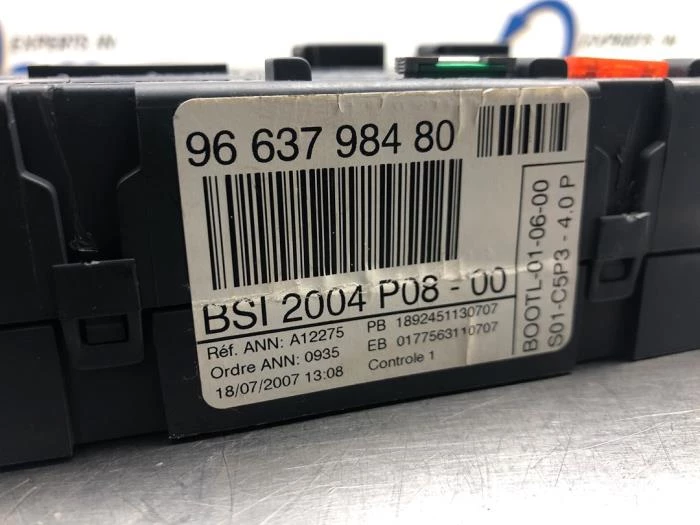 96 637 984 80
BSI 2004 P08 - 00
Réf. ANN: A12275
Ordre ANN: 0935
18/07/2007 13:08
PB 1892451130707
EB 0177563110707
Controle 1
BOOTL-01-06-00
S01-C5P3 - 4.0 P